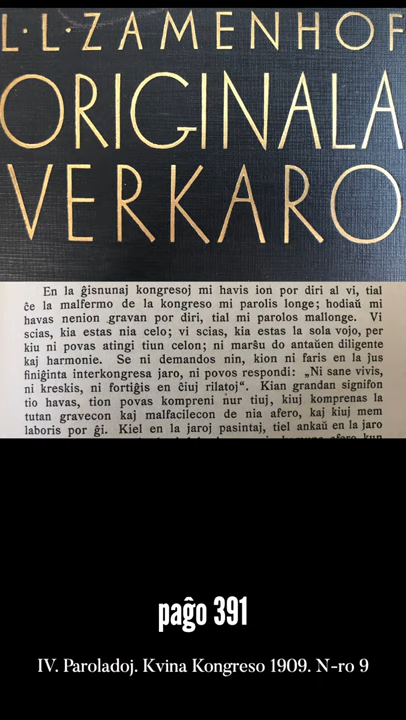 L·L·ZAMENHOF
ORIGINALA
VERKARO
En la ĝisnunaj kongresoj mi havis ion por diri al vi, tial
ĉe la malfermo de la kongreso mi parolis longe; hodiaŭ mi
havas nenion gravan por diri, tial mi parolos mallonge. Vi
scias, kia estas nia celo; vi scias, kia estas la sola vojo, per
kiu ni povas atingi tiun celon; ni marŝu do antaŭen diligente
kaj harmonie. Se ni demandos nin, kion ni faris en la jus
finiĝinta interkongresa jaro, ni povos respondi: „Ni sane vivis,
ni kreskis, ni fortiĝis en ĉiuj rilatoj“. Kian grandan signifon
tio havas, tion povas kompreni nur tiuj, kiuj komprenas la
tutan gravecon kaj malfacilecon de nia afero, kaj kiuj mem
laboris por ĝi. Kiel en la jaroj pasintaj, tiel ankaŭ en la jaro
paĝo 391
IV. Paroladoj. Kvina Kongreso 1909. N-ro 9